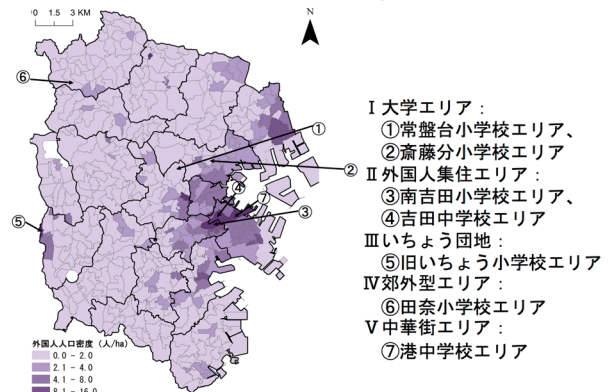 0 1.5 3 KM
⑥
①
②
④
⑦
③
⑤
外国人人口密度 (人/ha)
0.0 - 2.0
2.1 - 4.0
4.1 - 8.0
8.1 - 16.0
Ⅰ大学エリア:
①常盤台小学校エリア、
②斎藤分小学校エリア
Ⅱ外国人集住エリア:
③南吉田小学校エリア、
④吉田中学校エリア
Ⅲいちょう団地:
⑤旧いちょう小学校エリア
Ⅳ郊外型エリア:
⑥田奈小学校エリア
Ⅴ中華街エリア:
⑦港中学校エリア